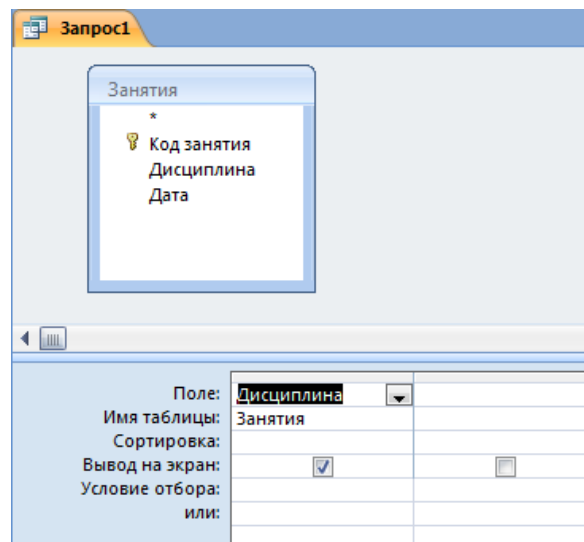 Запрос1
Занятия
*
Код занятия
Дисциплина
Дата
Поле: Дисциплина
Имя таблицы: Занятия
Сортировка:
Вывод на экран:
Условие отбора:
или: